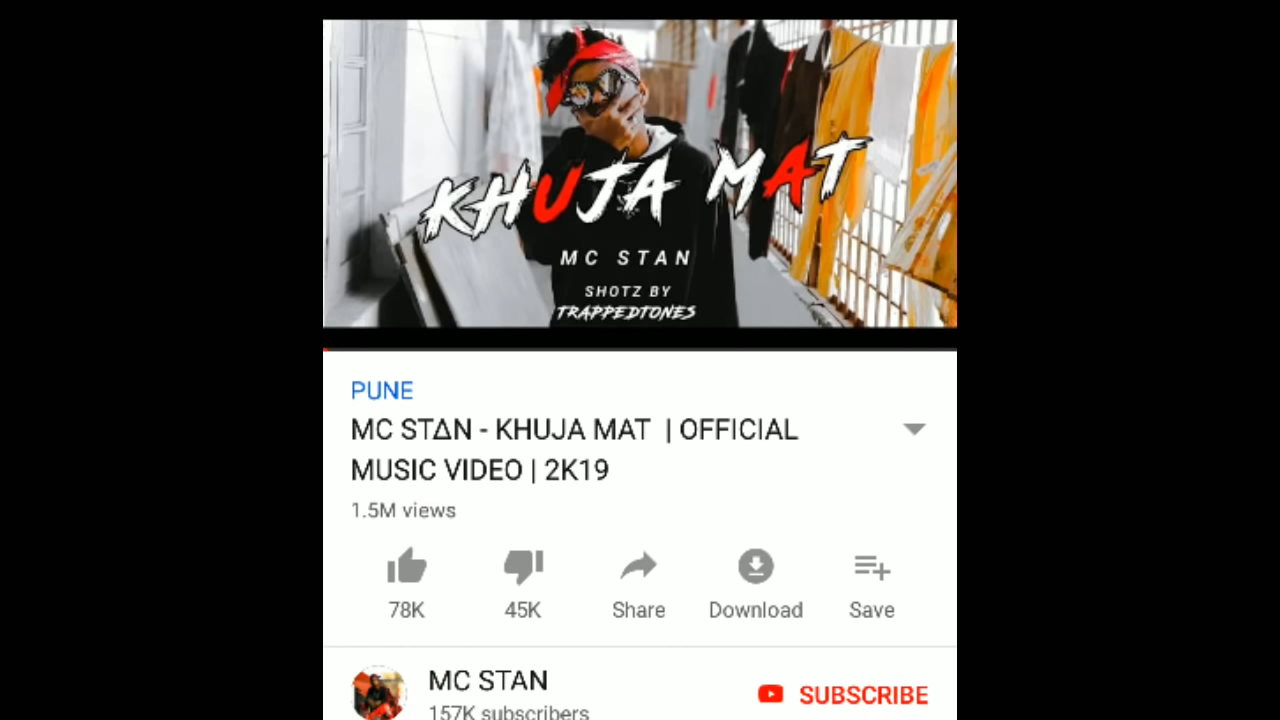 KHUJA MAT
MC STAN
SHOTZ BY
TRAPPEDTONES
PUNE
MC STΔN - KHUJA MAT | OFFICIAL
MUSIC VIDEO | 2K19
1.5M views
78K 45K Share Download Save
MC STAN
SUBSCRIBE
157K subscribers